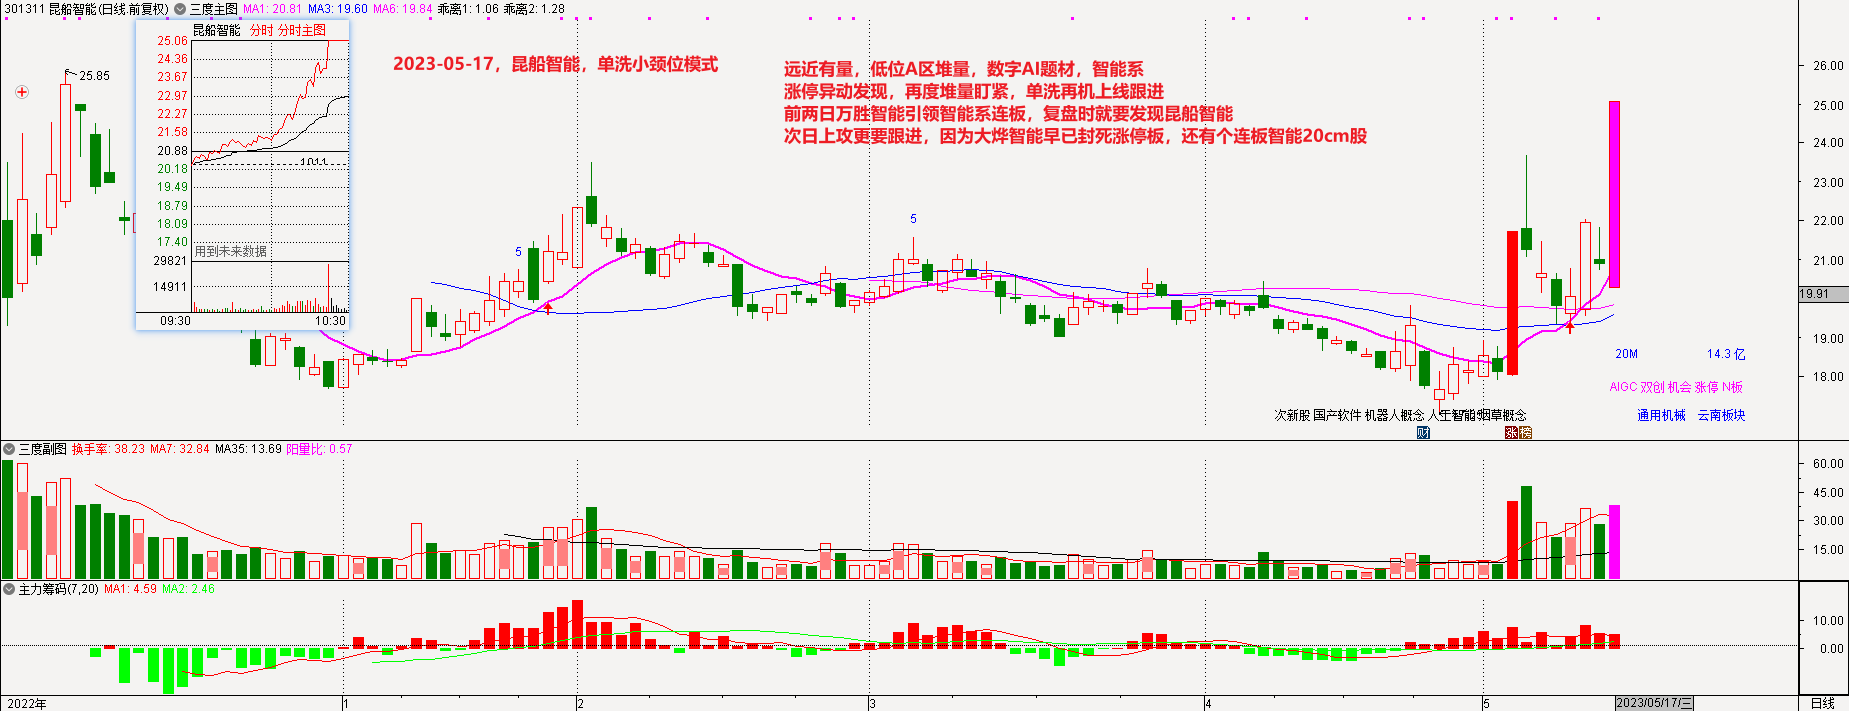 301311 昆船智能(日线.前复权) 三度主图 MA1: 20.81 MA3: 19.60 MA6: 19.84 乖离1: 1.06 乖离2: 1.28
昆船智能 分时 分时主图
25.06
24.36
23.67
22.97
22.27
21.58
20.88
20.18
19.49
18.79
18.09
17.40
1011
用到未来数据
29821
14911
09:30 10:30
25.85
2023-05-17，昆船智能，单洗小颈位模式
远近有量，低位A区堆量，数字AI题材，智能系
涨停异动发现，再度堆量盯紧，单洗再机上线跟进
前两日万胜智能引领智能系连板，复盘时就要发现昆船智能
次日上攻更要跟进，因为大烨智能早已封死涨停板，还有个连板智能20cm股
5
5
26.00
25.00
24.00
23.00
22.00
21.00
19.91
19.00
18.00
20M 14.3亿
AIGC 双创 机会 涨停 N板
次新股 国产软件 机器人概念 人工智能 烟草概念
通用机械 云南板块
财
涨 榜
三度副图 换手率: 38.23 MA7: 32.84 MA35: 13.69 阳量比: 0.57
60.00
45.00
30.00
15.00
主力筹码(7,20) MA1: 4.59 MA2: 2.46
10.00
0.00
2022年 1 2 3 4 5 2023/05/17/三 日线